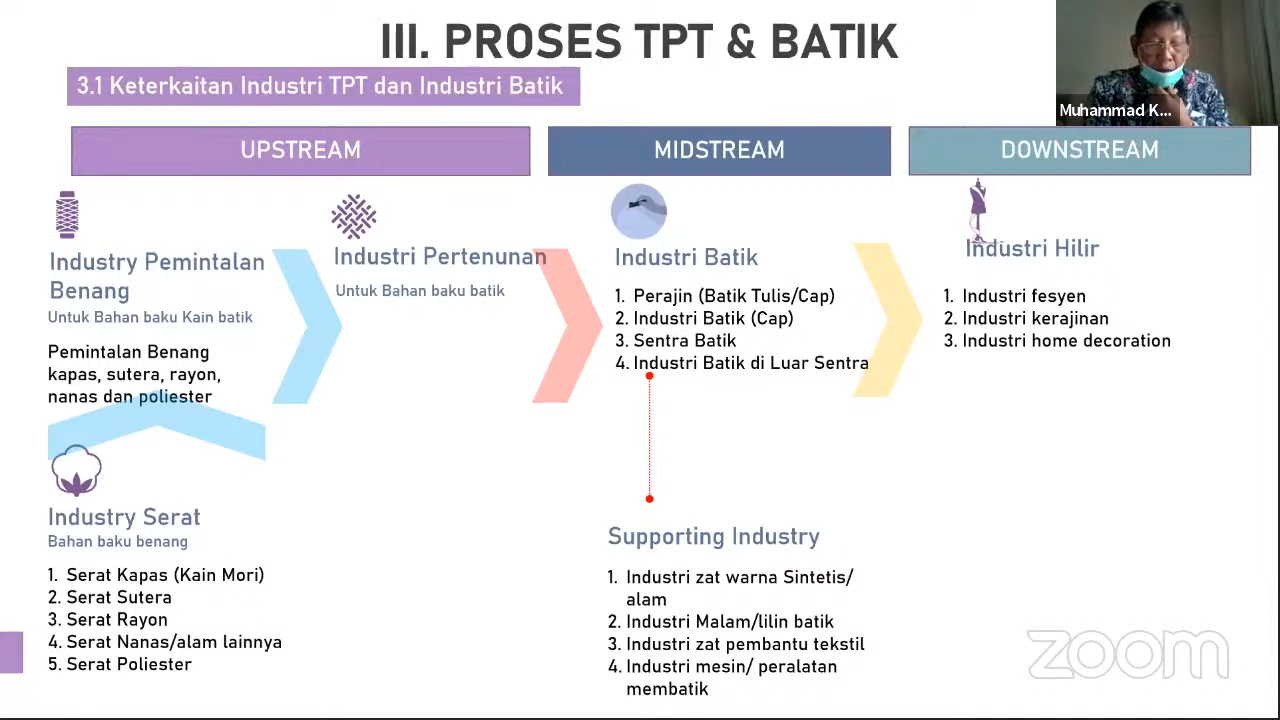 III. PROSES TPT & BATIK
3.1 Keterkaitan Industri TPT dan Industri Batik
Muhammad K...
UPSTREAM
MIDSTREAM
DOWNSTREAM
Industry Pemintalan
Benang
Untuk Bahan baku Kain batik
Pemintalan Benang
kapas, sutera, rayon,
nanas dan poliester
Industri Pertenunan
Untuk Bahan baku batik
Industri Batik
1. Perajin (Batik Tulis/Cap)
2. Industri Batik (Cap)
3. Sentra Batik
4. Industri Batik di Luar Sentra
Industri Hilir
1. Industri fesyen
2. Industri kerajinan
3. Industri home decoration
Industry Serat
Bahan baku benang
1. Serat Kapas (Kain Mori)
2. Serat Sutera
3. Serat Rayon
4. Serat Nanas/alam lainnya
5. Serat Poliester
Supporting Industry
1. Industri zat warna Sintetis/
alam
2. Industri Malam/lilin batik
3. Industri zat pembantu tekstil
4. Industri mesin/ peralatan
membatik
zoom